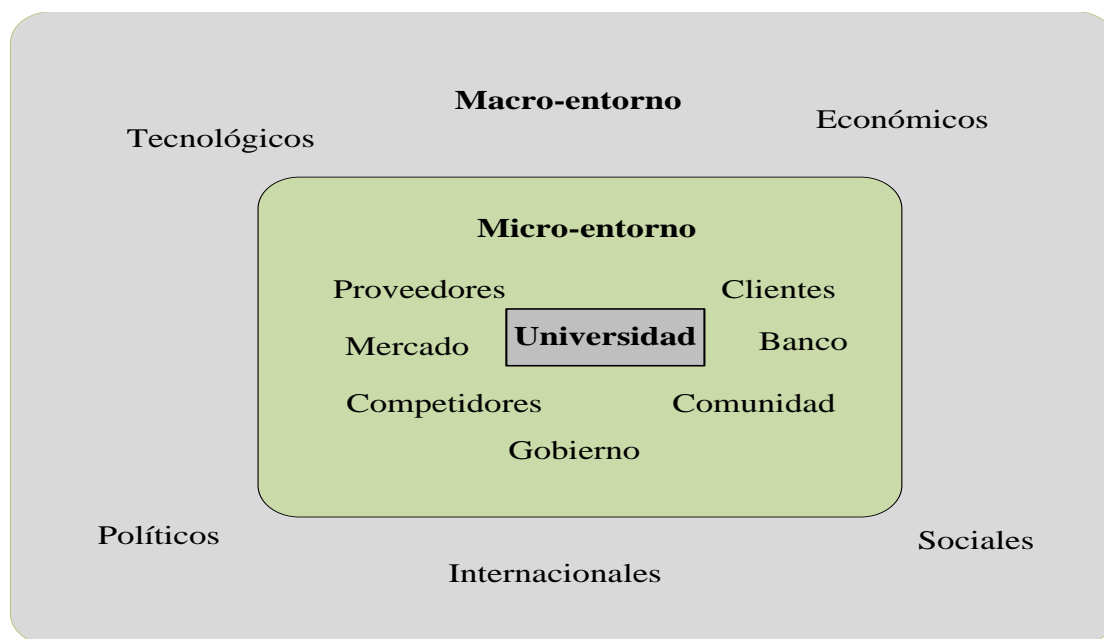 Macro-entorno
Económicos
Tecnológicos
Micro-entorno
Proveedores
Clientes
Universidad
Banco
Mercado
Competidores
Comunidad
Gobierno
Políticos
Sociales
Internacionales